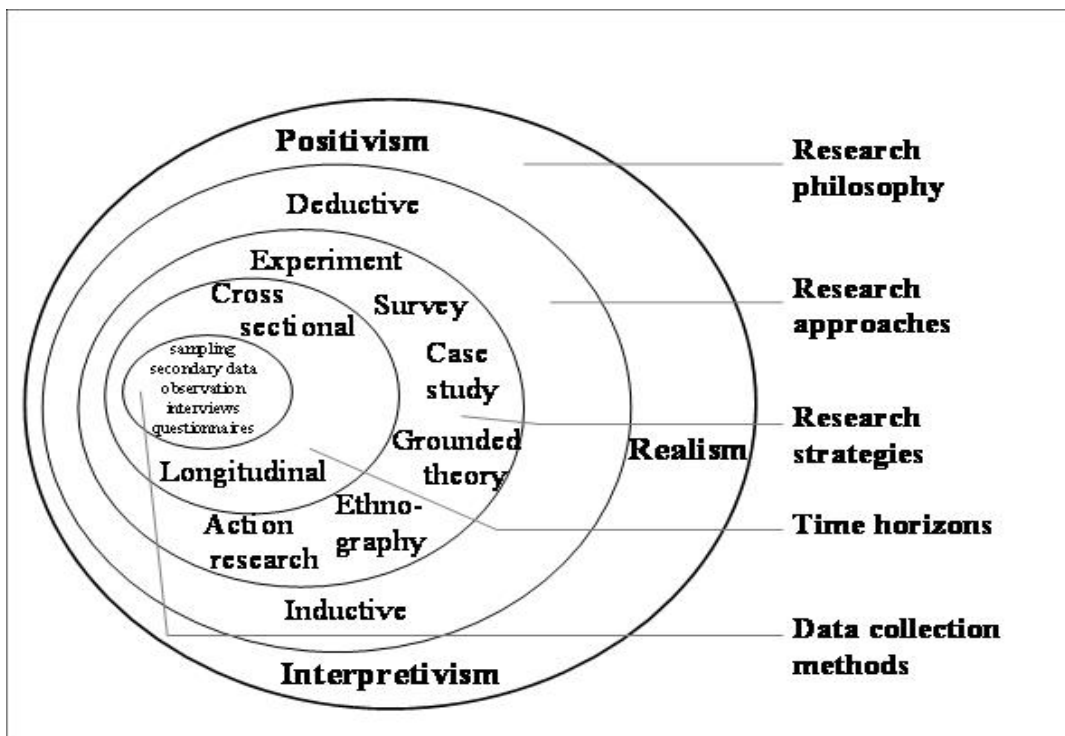 Positivism
Deductive
Experiment
Cross
sectional
Survey
Case
study
Grounded
theory
Ethno-
graphy
Action
research
Longitudinal
sampling
secondary data
observation
interviews
questionnaires
Inductive
Interpretivism
Realism
Research
philosophy
Research
approaches
Research
strategies
Time horizons
Data collection
methods